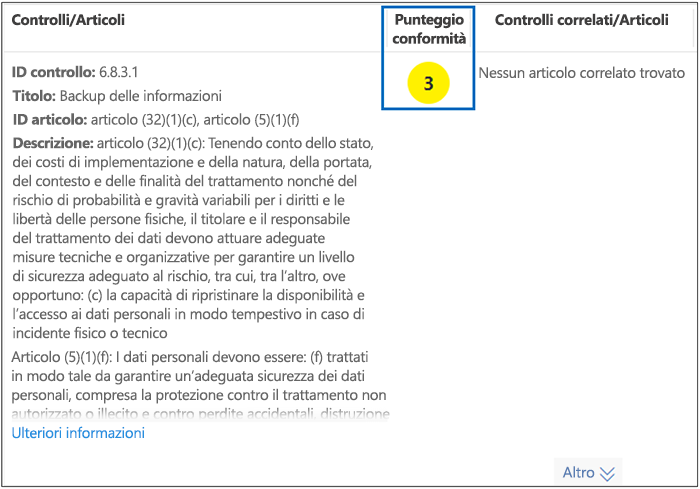 Controlli/Articoli
Punteggio
conformità
Controlli correlati/Articoli
ID controllo: 6.8.3.1
3
Nessun articolo correlato trovato
Titolo: Backup delle informazioni
ID articolo: articolo (32)(1)(c), articolo (5)(1)(f)
Descrizione: articolo (32)(1)(c): Tenendo conto dello stato,
dei costi di implementazione e della natura, della portata,
del contesto e delle finalità del trattamento nonché del
rischio di probabilità e gravità variabili per i diritti e le
libertà delle persone fisiche, il titolare e il responsabile
del trattamento dei dati devono attuare adeguate
misure tecniche e organizzative per garantire un livello
di sicurezza adeguato al rischio, tra cui, tra l'altro, ove
opportuno: (c) la capacità di ripristinare la disponibilità e
l'accesso ai dati personali in modo tempestivo in caso di
incidente fisico o tecnico
Articolo (5)(1)(f): I dati personali devono essere: (f) trattati
in modo tale da garantire un'adeguata sicurezza dei dati
personali, compresa la protezione contro il trattamento non
autorizzato o illecito e contro perdite accidentali, distruzione
Ulteriori informazioni
Altro